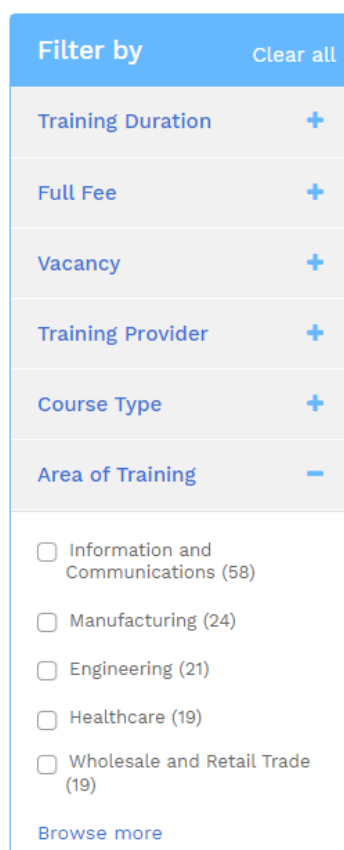 Filter by Clear all
Training Duration
Full Fee
Vacancy
Training Provider
Course Type
Area of Training
Information and
Communications (58)
Manufacturing (24)
Engineering (21)
Healthcare (19)
Wholesale and Retail Trade
(19)
Browse more